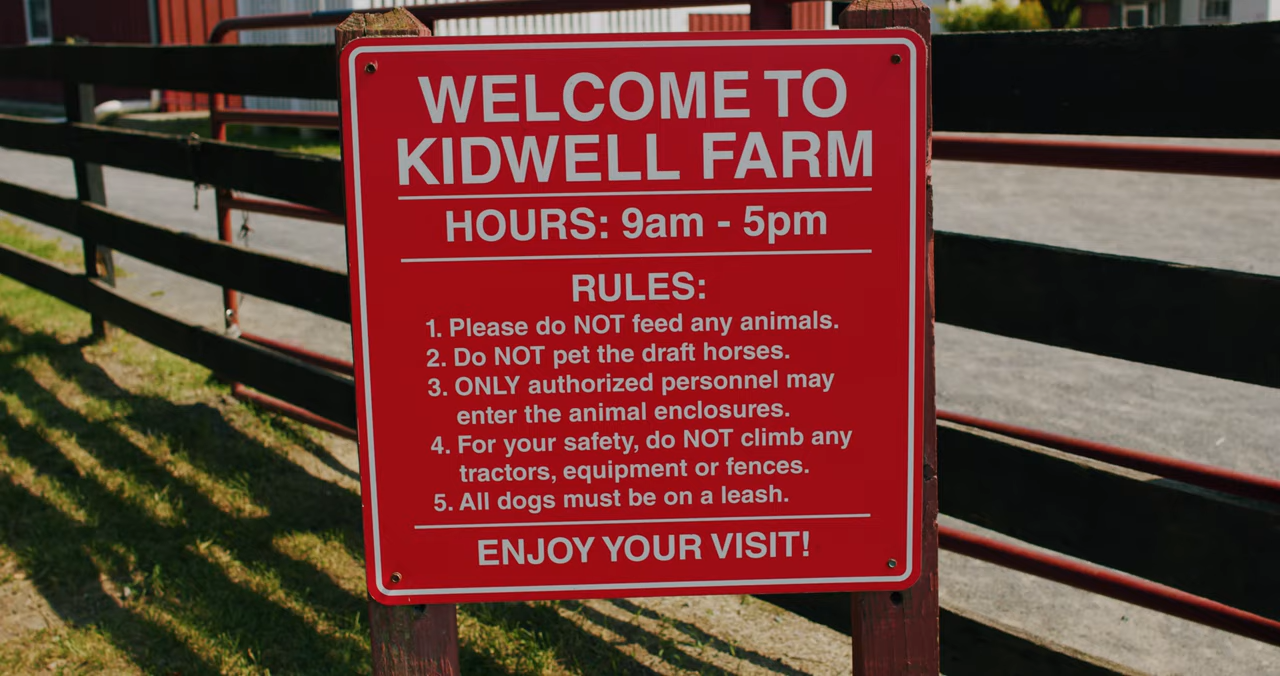 WELCOME TO
KIDWELL FARM
HOURS: 9am - 5pm
RULES:
1. Please do NOT feed any animals.
2. Do NOT pet the draft horses.
3. ONLY authorized personnel may
enter the animal enclosures.
4. For your safety, do NOT climb any
tractors, equipment or fences.
5. All dogs must be on a leash.
ENJOY YOUR VISIT!